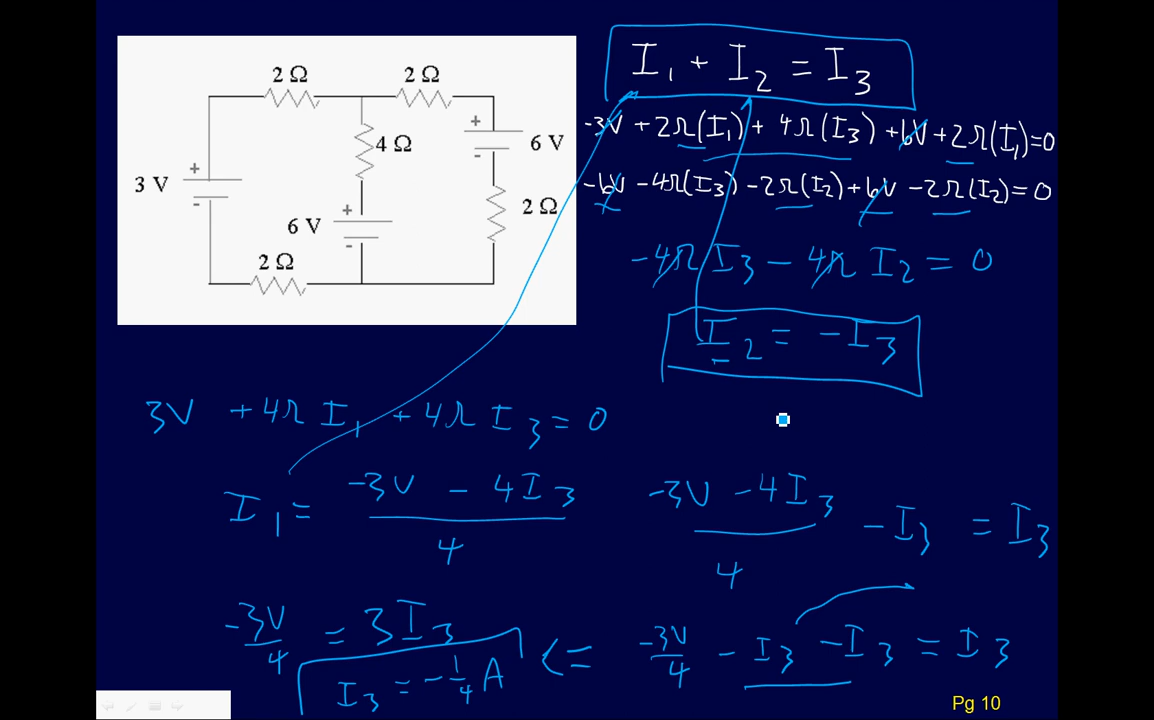 2 Ω 2 Ω
4 Ω
+ 6 V
-
+
3 V
-
2 Ω
+
6 V
-
2 Ω
I₁ + I₂ = I₃
-3V + 2Ω(I₁) + 4Ω(I₃) + 6V + 2Ω(I₁)=0
-6V - 4Ω(I₃) - 2Ω(I₂) + 6V - 2Ω(I₂) = 0
-4Ω I₃ - 4Ω I₂ = 0
I₂ = -I₃
3V + 4Ω I₁ + 4Ω I₃ = 0
I₁ = -3V - 4I₃ / 4
-3V - 4I₃ / 4 - I₃ = I₃
-3V/4 = 3I₃ <= -3V/4 - I₃ - I₃ = I₃
I₃ = -1/4 A
Pg 10